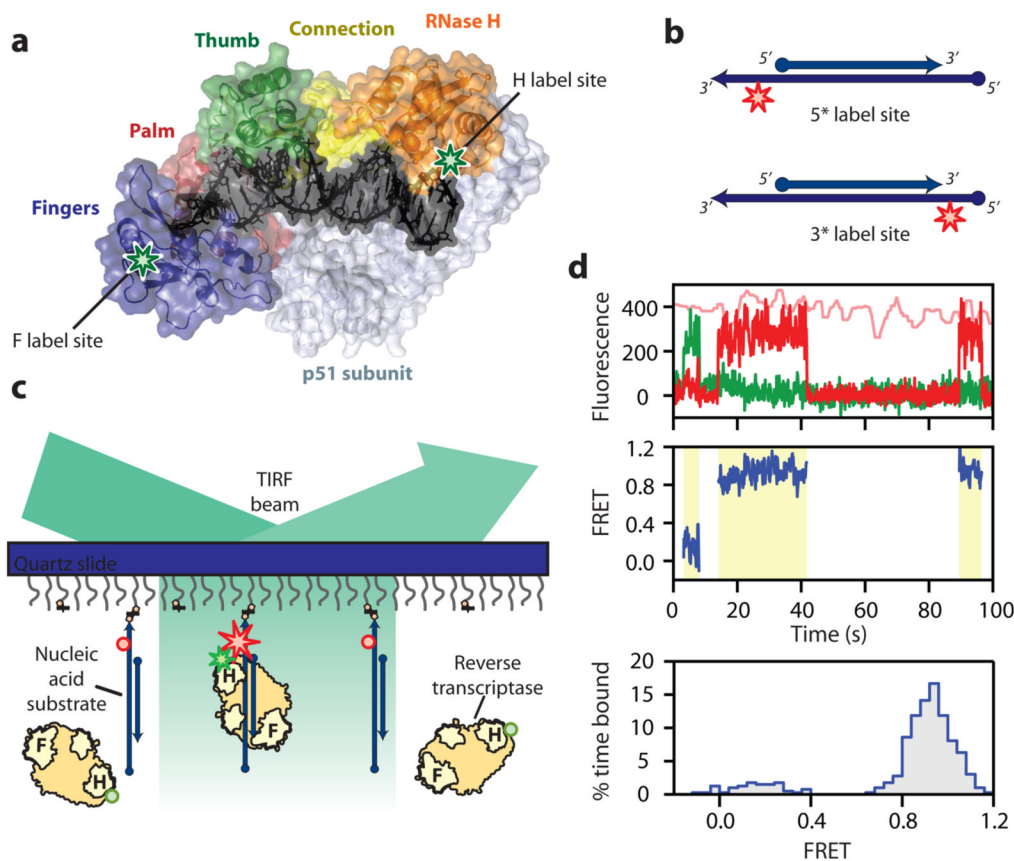 a
Thumb
Connection
RNase H
H label site
Palm
Fingers
F label site
p51 subunit
b
5′
3′
3′
5′
5* label site
5′
3′
3′
5′
3* label site
c
TIRF
beam
Quartz slide
Nucleic
acid
substrate
Reverse
transcriptase
H
F
F
H
H
F
d
Fluorescence
400
200
0
FRET
1.2
0.8
0.4
0.0
0
20
40
60
80
100
Time (s)
% time bound
20
15
10
5
0
0.0
0.4
0.8
1.2
FRET